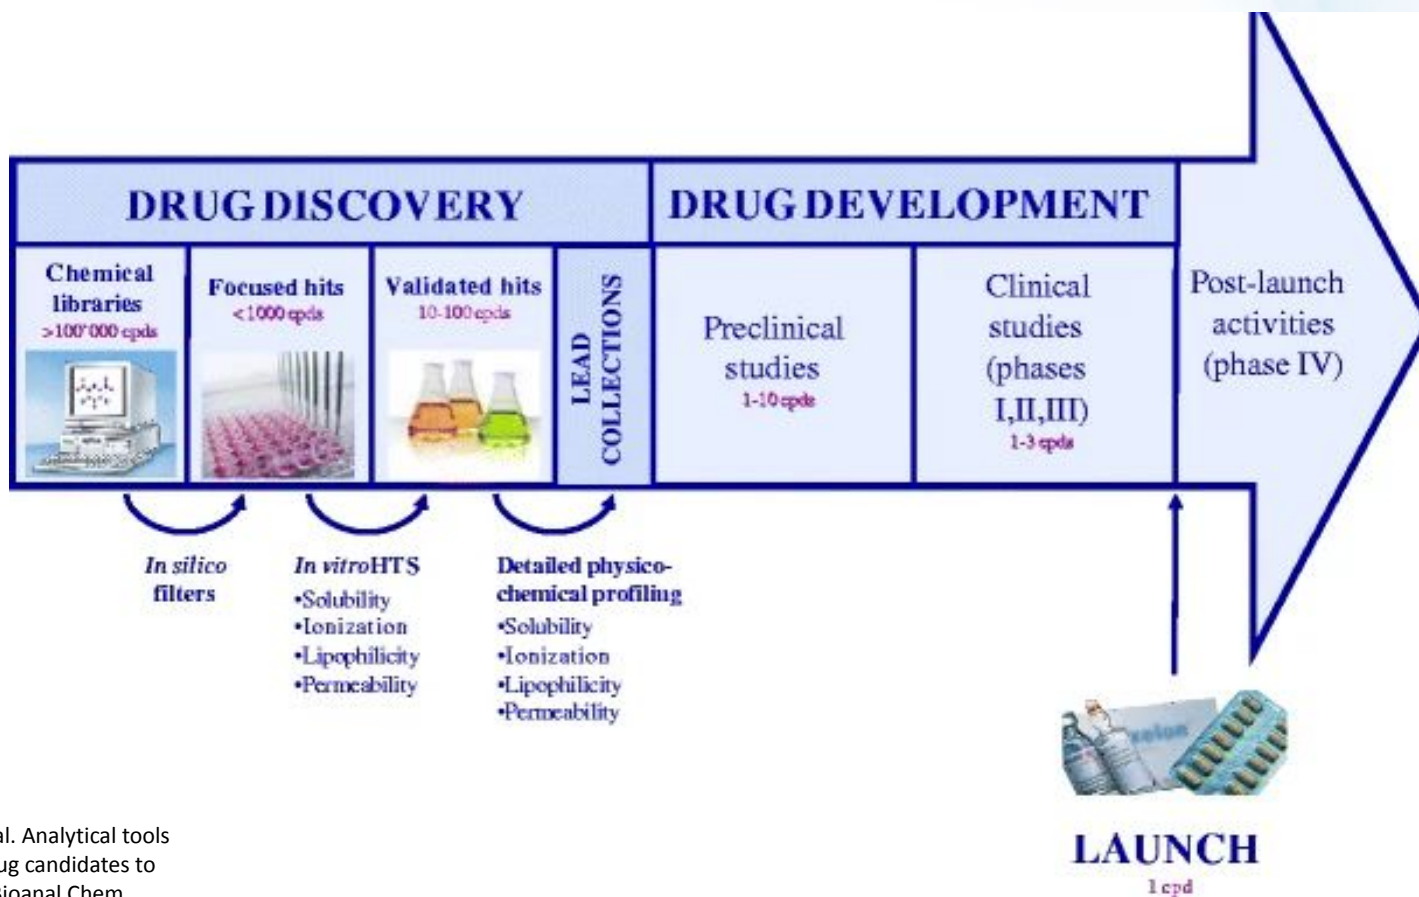 DRUG DISCOVERY
DRUG DEVELOPMENT
Chemical
libraries
>100'000 cpds
Focused hits
<1000 cpds
Validated hits
10-100 cpds
LEAD
COLLECTIONS
Preclinical
studies
1-10 cpds
Clinical
studies
(phases
I,II,III)
1-3 cpds
Post-launch
activities
(phase IV)
In silico
filters
In vitro HTS
•Solubility
•Ionization
•Lipophilicity
•Permeability
Detailed physico-
chemical profiling
•Solubility
•Ionization
•Lipophilicity
•Permeability
LAUNCH
1 cpd
al. Analytical tools
ug candidates to
Bioanal Chem